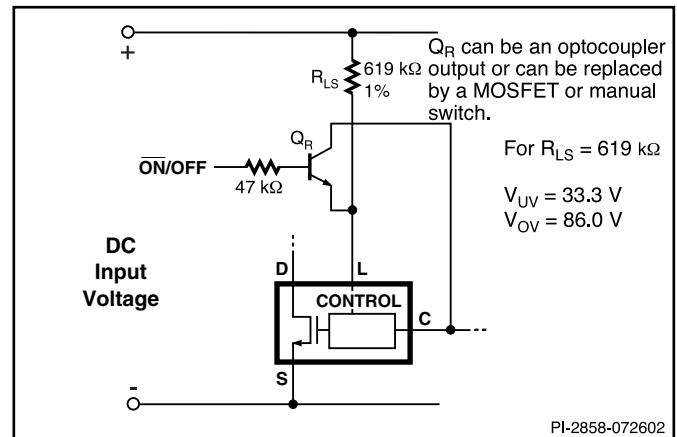 +
R_LS
619 kΩ
1%
Q_R can be an optocoupler
output or can be replaced
by a MOSFET or manual
switch.
Q_R
For R_LS = 619 kΩ
O̅N̅/OFF
47 kΩ
V_UV = 33.3 V
V_OV = 86.0 V
DC
Input
Voltage
D
L
CONTROL
C
S
-
PI-2858-072602